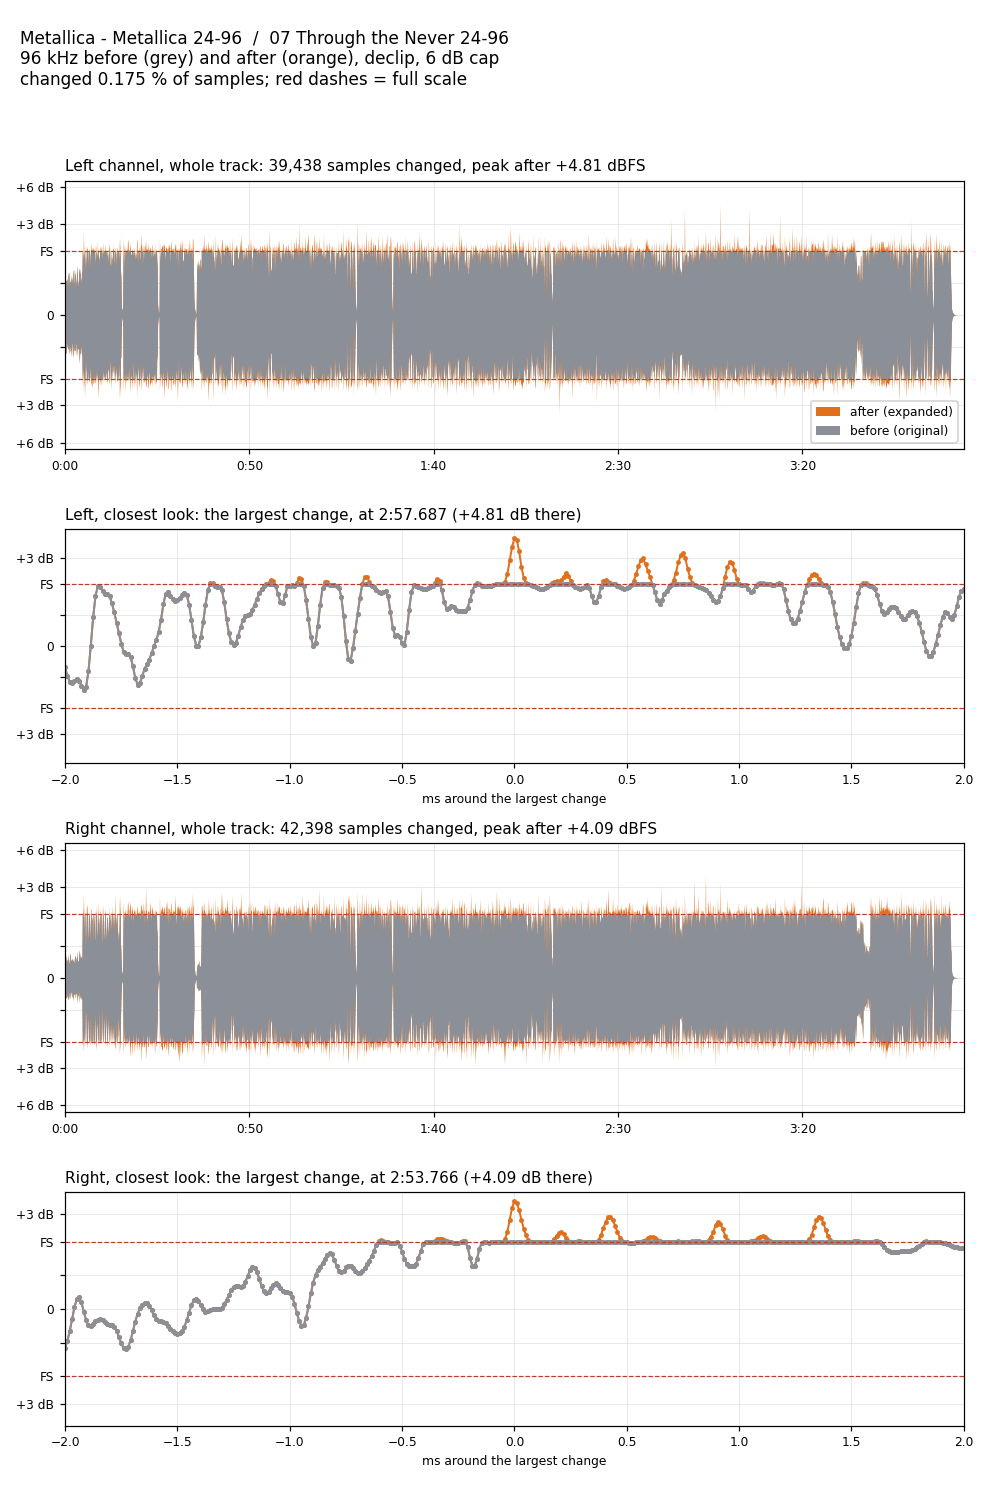 Metallica - Metallica 24-96  /  07 Through the Never 24-96
96 kHz before (grey) and after (orange), declip, 6 dB cap
changed 0.175 % of samples; red dashes = full scale
Left channel, whole track: 39,438 samples changed, peak after +4.81 dBFS
+6 dB
+3 dB
FS
0
FS
+3 dB
+6 dB
after (expanded)
before (original)
0:00 0:50 1:40 2:30 3:20
Left, closest look: the largest change, at 2:57.687 (+4.81 dB there)
+3 dB
FS
0
FS
+3 dB
−2.0 −1.5 −1.0 −0.5 0.0 0.5 1.0 1.5 2.0
ms around the largest change
Right channel, whole track: 42,398 samples changed, peak after +4.09 dBFS
+6 dB
+3 dB
FS
0
FS
+3 dB
+6 dB
0:00 0:50 1:40 2:30 3:20
Right, closest look: the largest change, at 2:53.766 (+4.09 dB there)
+3 dB
FS
0
FS
+3 dB
−2.0 −1.5 −1.0 −0.5 0.0 0.5 1.0 1.5 2.0
ms around the largest change